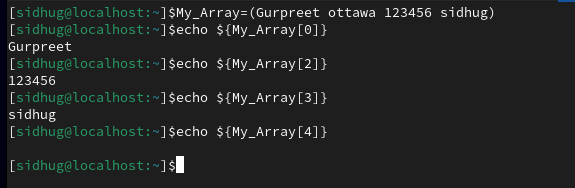 [sidhug@localhost:~]$My_Array=(Gurpreet ottawa 123456 sidhug)
[sidhug@localhost:~]$echo ${My_Array[0]}
Gurpreet
[sidhug@localhost:~]$echo ${My_Array[2]}
123456
[sidhug@localhost:~]$echo ${My_Array[3]}
sidhug
[sidhug@localhost:~]$echo ${My_Array[4]}

[sidhug@localhost:~]$